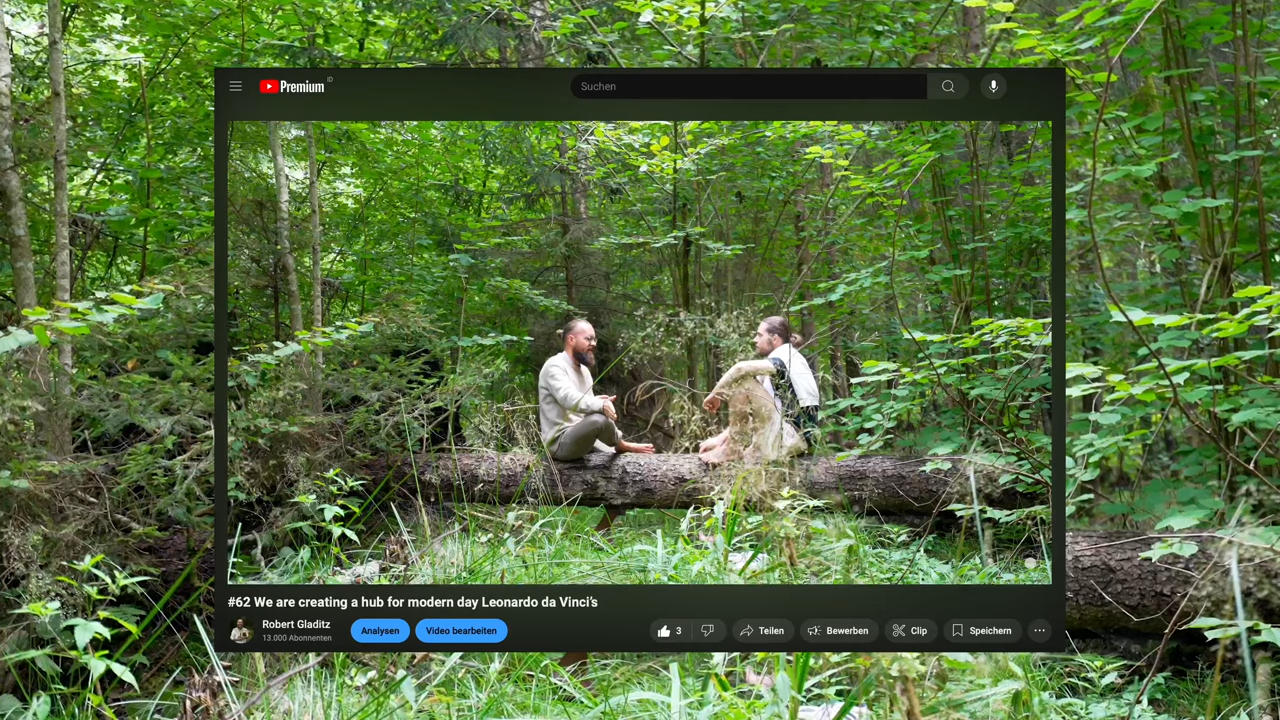 Premium ID
Suchen
#62 We are creating a hub for modern day Leonardo da Vinci's
Robert Gladitz
13.000 Abonnenten
Analysen
Video bearbeiten
3
Teilen
Bewerben
Clip
Speichern